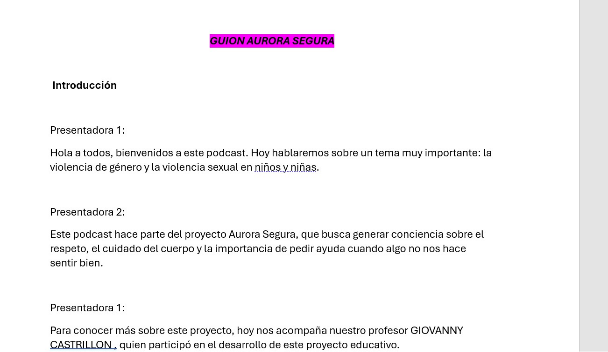 GUION AURORA SEGURA
Introducción
Presentadora 1:
Hola a todos, bienvenidos a este podcast. Hoy hablaremos sobre un tema muy importante: la
violencia de género y la violencia sexual en niños y niñas.
Presentadora 2:
Este podcast hace parte del proyecto Aurora Segura, que busca generar conciencia sobre el
respeto, el cuidado del cuerpo y la importancia de pedir ayuda cuando algo no nos hace
sentir bien.
Presentadora 1:
Para conocer más sobre este proyecto, hoy nos acompaña nuestro profesor GIOVANNY
CASTRILLON , quien participó en el desarrollo de este proyecto educativo.